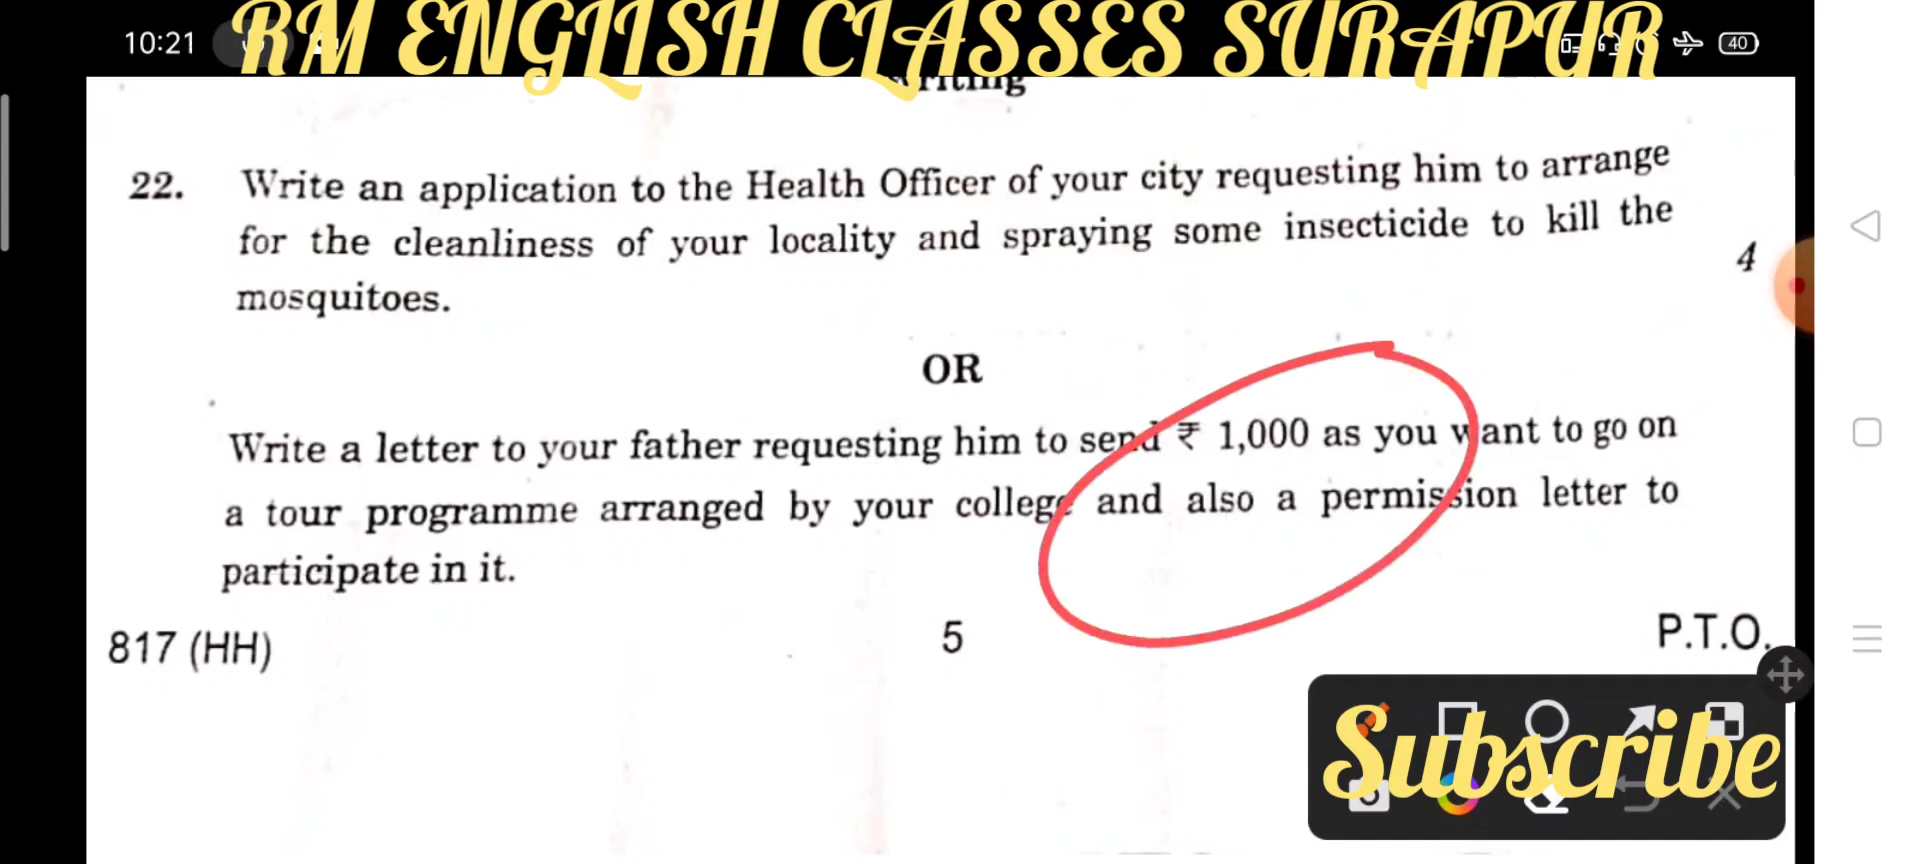 RM ENGLISH CLASSES SURAPUR
10:21
40
Writing
22. Write an application to the Health Officer of your city requesting him to arrange
for the cleanliness of your locality and spraying some insecticide to kill the
mosquitoes.
4
OR
Write a letter to your father requesting him to send ₹ 1,000 as you want to go on
a tour programme arranged by your college and also a permission letter to
participate in it.
817 (HH)
5
P.T.O.
Subscribe